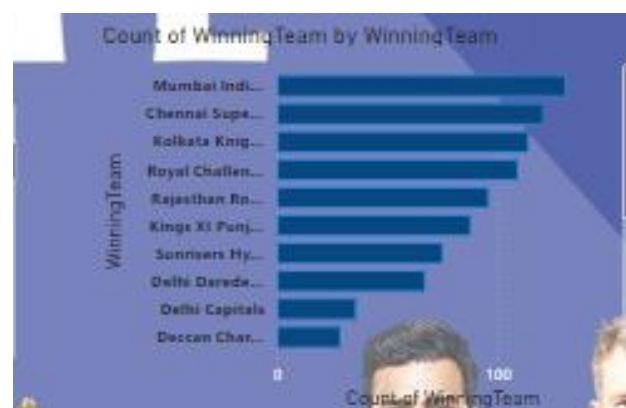 Count of WinningTeam by WinningTeam
WinningTeam
Mumbai Indi...
Chennai Supe...
Kolkata Knig...
Royal Challen...
Rajasthan Ro...
Kings XI Punj...
Sunrisers Hy...
Delhi Darede...
Delhi Capitals
Deccan Char...
0 100
Count of WinningTeam